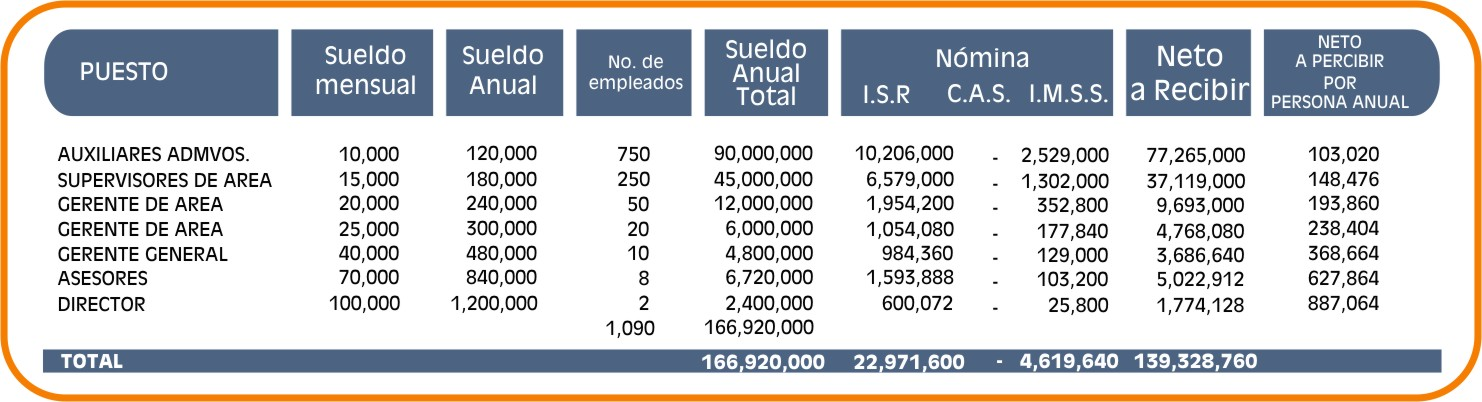 PUESTO Sueldo mensual Sueldo Anual No. de empleados Sueldo Anual Total Nómina I.S.R C.A.S. I.M.S.S. Neto a Recibir NETO A PERCIBIR POR PERSONA ANUAL
AUXILIARES ADMVOS. 10,000 120,000 750 90,000,000 10,206,000 - 2,529,000 77,265,000 103,020
SUPERVISORES DE AREA 15,000 180,000 250 45,000,000 6,579,000 - 1,302,000 37,119,000 148,476
GERENTE DE AREA 20,000 240,000 50 12,000,000 1,954,200 - 352,800 9,693,000 193,860
GERENTE DE AREA 25,000 300,000 20 6,000,000 1,054,080 - 177,840 4,768,080 238,404
GERENTE GENERAL 40,000 480,000 10 4,800,000 984,360 - 129,000 3,686,640 368,664
ASESORES 70,000 840,000 8 6,720,000 1,593,888 - 103,200 5,022,912 627,864
DIRECTOR 100,000 1,200,000 2 2,400,000 600,072 - 25,800 1,774,128 887,064
1,090 166,920,000
TOTAL 166,920,000 22,971,600 - 4,619,640 139,328,760